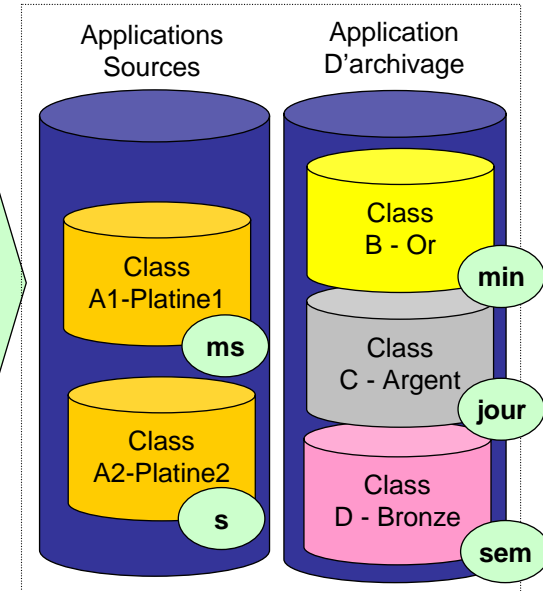 Applications
Sources
Class
A1-Platine1
ms
Class
A2-Platine2
s
Application
D'archivage
Class
B - Or
min
Class
C - Argent
jour
Class
D - Bronze
sem